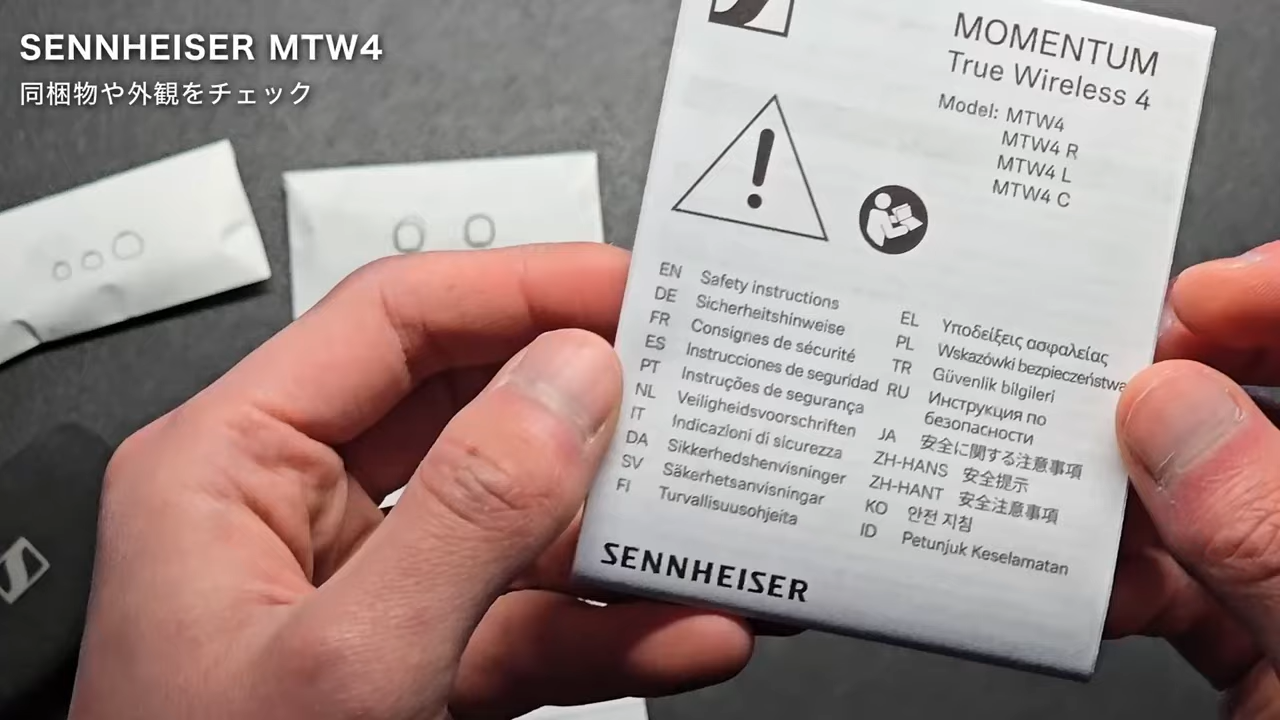 SENNHEISER MTW4
同梱物や外観をチェック
MOMENTUM
True Wireless 4
Model: MTW4
MTW4 R
MTW4 L
MTW4 C
EN Safety instructions
DE Sicherheitshinweise
FR Consignes de sécurité
ES Instrucciones de seguridad
PT Instruções de segurança
NL Veiligheidsvoorschriften
IT Indicazioni di sicurezza
DA Sikkerhedshenvisninger
SV Säkerhetsanvisningar
FI Turvallisuusohjeita
EL Υποδείξεις ασφαλείας
PL Wskazówki bezpieczeństwa
TR Güvenlik bilgileri
RU Инструкция по
безопасности
JA 安全に関する注意事項
ZH-HANS 安全提示
ZH-HANT 安全注意事項
KO 안전 지침
ID Petunjuk Keselamatan
SENNHEISER